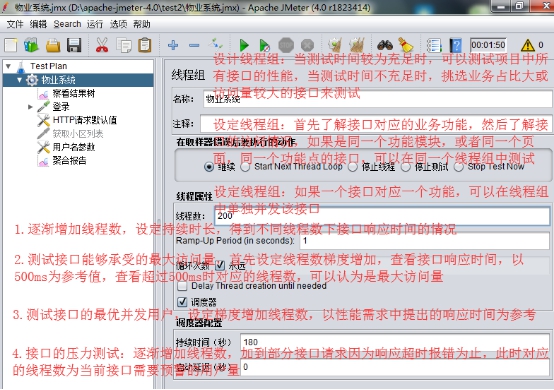 物业系统.jmx (D:\apache-jmeter-4.0\test2\物业系统.jmx) - Apache JMeter (4.0 r1823414)
文件 编辑 Search 运行 选项 帮助
00:01:50 0
Test Plan
物业系统
察看结果树
登录
HTTP请求默认值
获取小区列表
用户名参数
聚合报告
设计线程组：当测试时间较为充足时，可以测试项目中所
有接口的性能，当测试时间不充足时，挑选业务占比大或
访问量较大的接口来测试
线程组
名称： 物业系统
注释：
设定线程组：首先了解接口对应的业务功能，然后了解接
如果是同一个功能模块，或者同一个页
面，同一个功能点的接口，可以在同一个线程组中测试
在取样器错误后要执行的动作
继续 Start Next Thread Loop 停止线程 停止测试 Stop Test Now
设定线程组：如果一个接口对应一个功能，可以在线程组
中单独并发该接口
线程属性
线程数： 200
1.逐渐增加线程数，设定持续时长，得到不同线程数下接口响应时间的情况
Ramp-Up Period (in seconds): 1
2.测试接口能够承受的最大访问量：首先设定线程数梯度增加，查看接口响应时间，以
500ms为参考值，查看超过500ms时对应的线程数，可以认为是最大访问量
循环次数 永远
Delay Thread creation until needed
调度器
3.测试接口的最优并发用户，设定梯度增加线程数，以性能需求中提出的响应时间为参考
调度器配置
持续时间（秒） 180
4.接口的压力测试：逐渐增加线程数，加到部分接口请求因为响应超时报错为止，此时对应
的线程数为当前接口需要预警的用户量
启动延迟（秒） 0